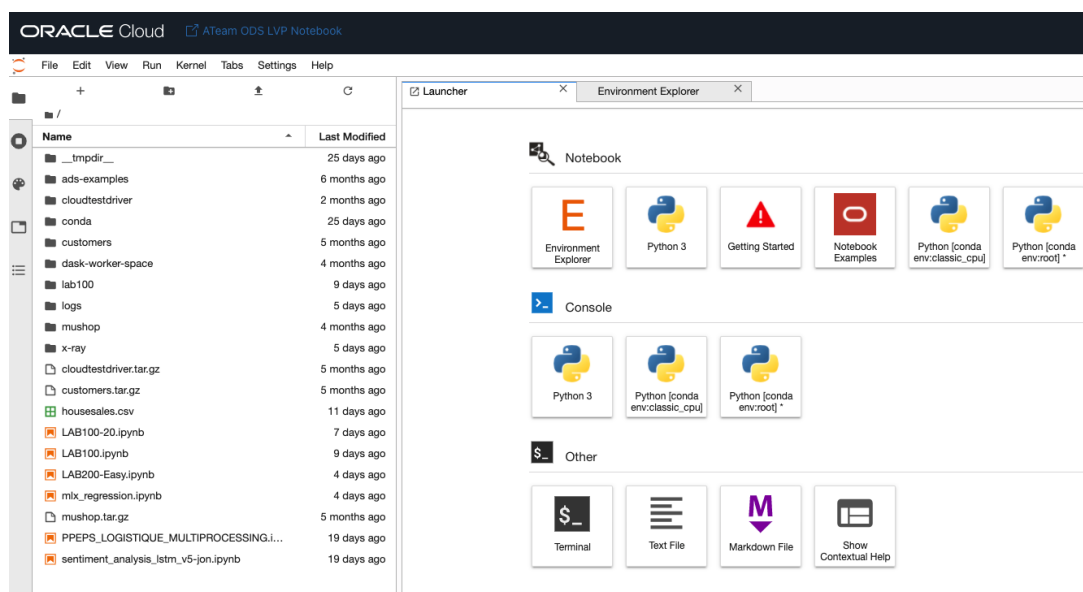 ORACLE Cloud ATeam ODS LVP Notebook
File Edit View Run Kernel Tabs Settings Help
Launcher Environment Explorer
/
Name Last Modified
__tmpdir__ 25 days ago
ads-examples 6 months ago
cloudtestdriver 2 months ago
conda 25 days ago
customers 5 months ago
dask-worker-space 4 months ago
lab100 9 days ago
logs 5 days ago
mushop 4 months ago
x-ray 5 days ago
cloudtestdriver.tar.gz 5 months ago
customers.tar.gz 5 months ago
housesales.csv 11 days ago
LAB100-20.ipynb 7 days ago
LAB100.ipynb 9 days ago
LAB200-Easy.ipynb 4 days ago
mlx_regression.ipynb 4 days ago
mushop.tar.gz 5 months ago
PPEPS_LOGISTIQUE_MULTIPROCESSING.i... 19 days ago
sentiment_analysis_lstm_v5-jon.ipynb 19 days ago
Notebook
E
Environment
Explorer
Python 3
Getting Started
Notebook
Examples
Python [conda
env:classic_cpu]
Python [conda
env:root] *
>_ Console
Python 3
Python [conda
env:classic_cpu]
Python [conda
env:root] *
$_ Other
$_
Terminal
Text File
M
Markdown File
Show
Contextual Help